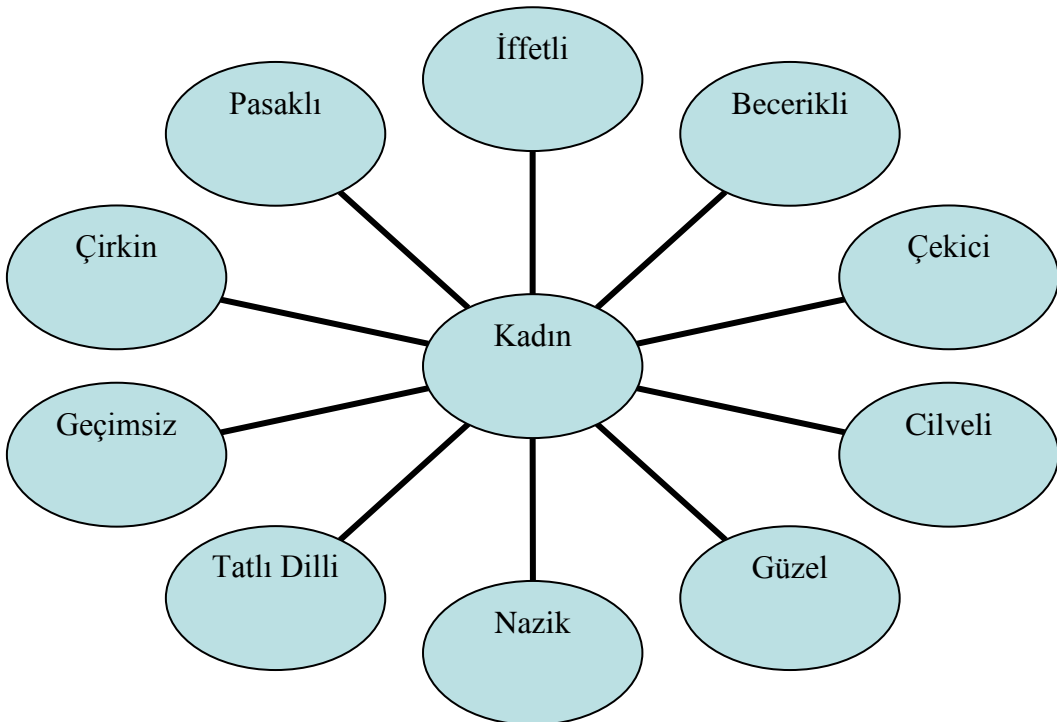 İffetli
Pasaklı
Becerikli
Çirkin
Çekici
Kadın
Geçimsiz
Cilveli
Tatlı Dilli
Güzel
Nazik